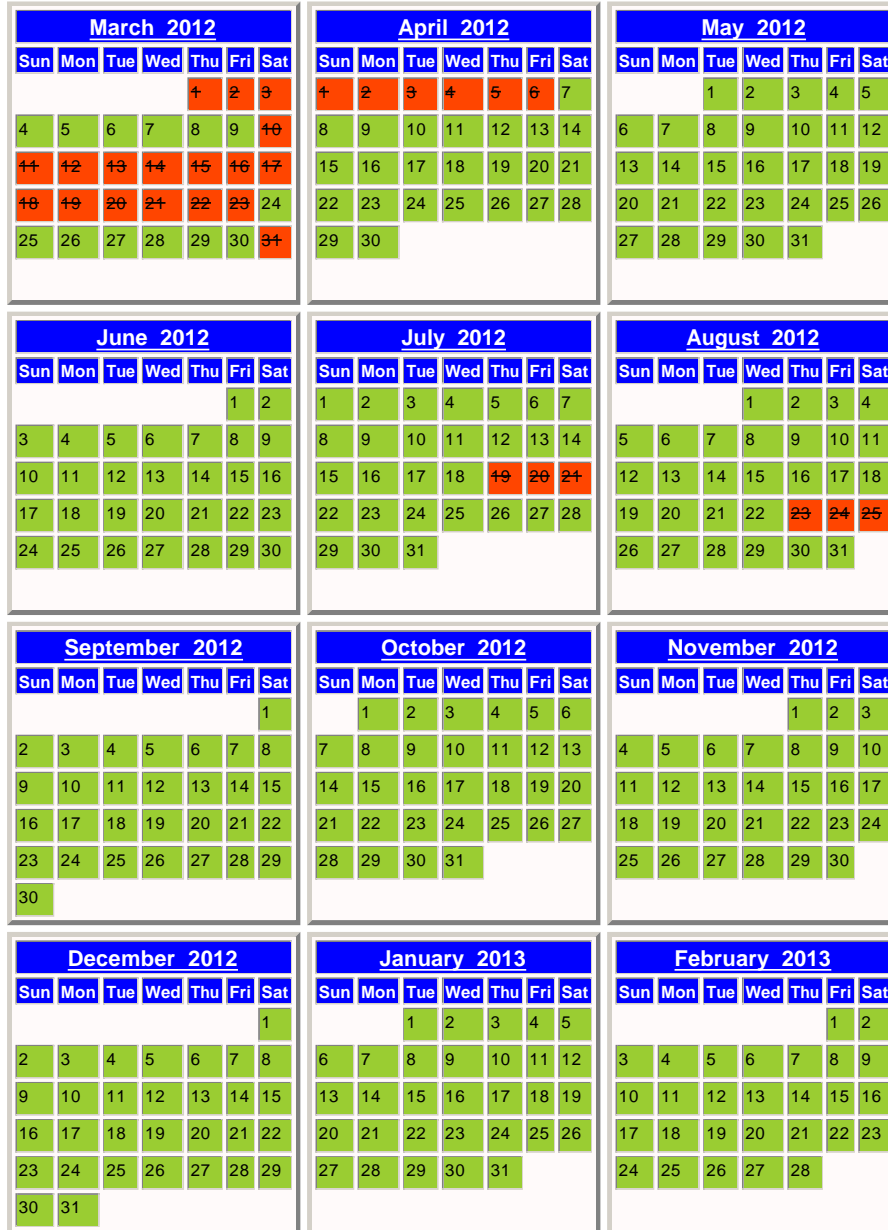 March 2012
Sun Mon Tue Wed Thu Fri Sat
1 2 3
4 5 6 7 8 9 10
11 12 13 14 15 16 17
18 19 20 21 22 23 24
25 26 27 28 29 30 31
April 2012
Sun Mon Tue Wed Thu Fri Sat
1 2 3 4 5 6 7
8 9 10 11 12 13 14
15 16 17 18 19 20 21
22 23 24 25 26 27 28
29 30
May 2012
Sun Mon Tue Wed Thu Fri Sat
1 2 3 4 5
6 7 8 9 10 11 12
13 14 15 16 17 18 19
20 21 22 23 24 25 26
27 28 29 30 31
June 2012
Sun Mon Tue Wed Thu Fri Sat
1 2
3 4 5 6 7 8 9
10 11 12 13 14 15 16
17 18 19 20 21 22 23
24 25 26 27 28 29 30
July 2012
Sun Mon Tue Wed Thu Fri Sat
1 2 3 4 5 6 7
8 9 10 11 12 13 14
15 16 17 18 19 20 21
22 23 24 25 26 27 28
29 30 31
August 2012
Sun Mon Tue Wed Thu Fri Sat
1 2 3 4
5 6 7 8 9 10 11
12 13 14 15 16 17 18
19 20 21 22 23 24 25
26 27 28 29 30 31
September 2012
Sun Mon Tue Wed Thu Fri Sat
1
2 3 4 5 6 7 8
9 10 11 12 13 14 15
16 17 18 19 20 21 22
23 24 25 26 27 28 29
30
October 2012
Sun Mon Tue Wed Thu Fri Sat
1 2 3 4 5 6
7 8 9 10 11 12 13
14 15 16 17 18 19 20
21 22 23 24 25 26 27
28 29 30 31
November 2012
Sun Mon Tue Wed Thu Fri Sat
1 2 3
4 5 6 7 8 9 10
11 12 13 14 15 16 17
18 19 20 21 22 23 24
25 26 27 28 29 30
December 2012
Sun Mon Tue Wed Thu Fri Sat
1
2 3 4 5 6 7 8
9 10 11 12 13 14 15
16 17 18 19 20 21 22
23 24 25 26 27 28 29
30 31
January 2013
Sun Mon Tue Wed Thu Fri Sat
1 2 3 4 5
6 7 8 9 10 11 12
13 14 15 16 17 18 19
20 21 22 23 24 25 26
27 28 29 30 31
February 2013
Sun Mon Tue Wed Thu Fri Sat
1 2
3 4 5 6 7 8 9
10 11 12 13 14 15 16
17 18 19 20 21 22 23
24 25 26 27 28